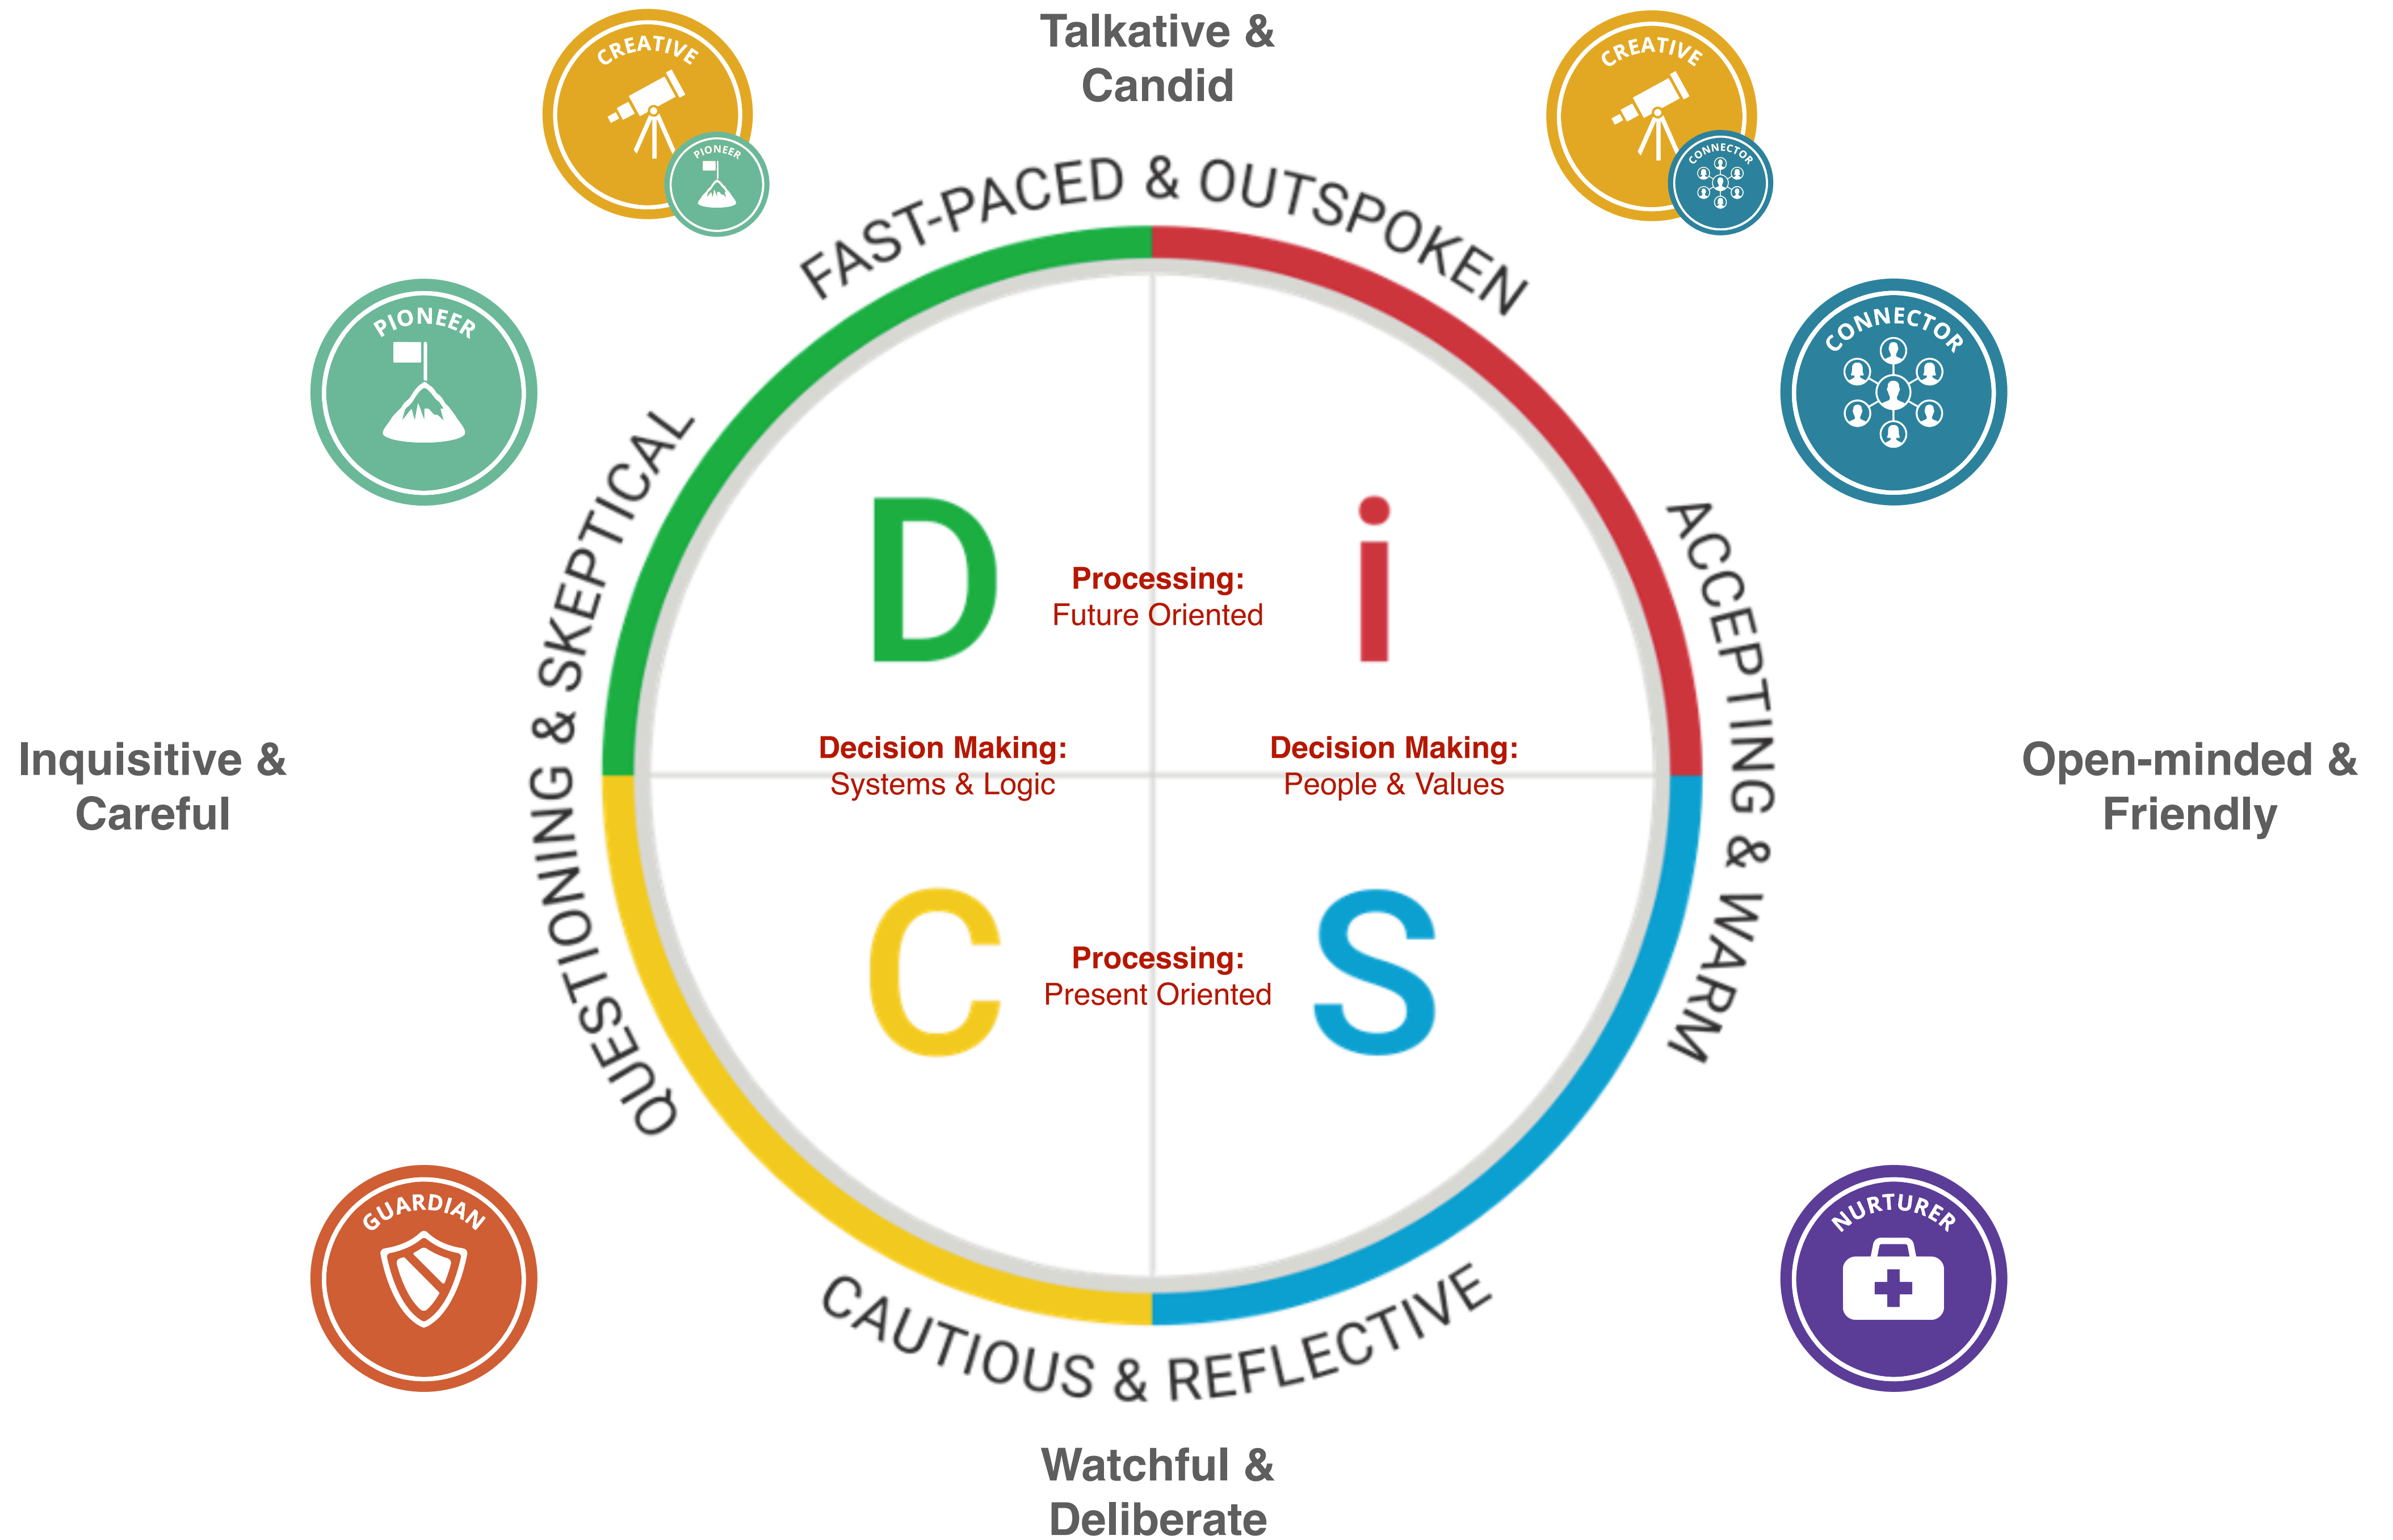 Talkative &
Candid
CREATIVE
PIONEER
CREATIVE
CONNECTOR
FAST-PACED & OUTSPOKEN
PIONEER
CONNECTOR
QUESTIONING & SKEPTICAL
ACCEPTING & WARM
D
i
Processing:
Future Oriented
Inquisitive &
Careful
Decision Making:
Systems & Logic
Decision Making:
People & Values
Open-minded &
Friendly
C
S
Processing:
Present Oriented
GUARDIAN
NURTURER
CAUTIOUS & REFLECTIVE
Watchful &
Deliberate